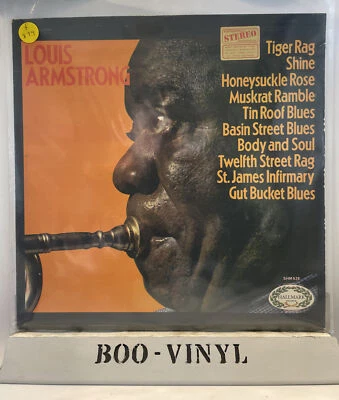 LOUIS
ARMSTRONG
STEREO
Tiger Rag
Shine
Honeysuckle Rose
Muskrat Ramble
Tin Roof Blues
Basin Street Blues
Body and Soul
Twelfth Street Rag
St. James Infirmary
Gut Bucket Blues
HALLMARK
BOO-VINYL